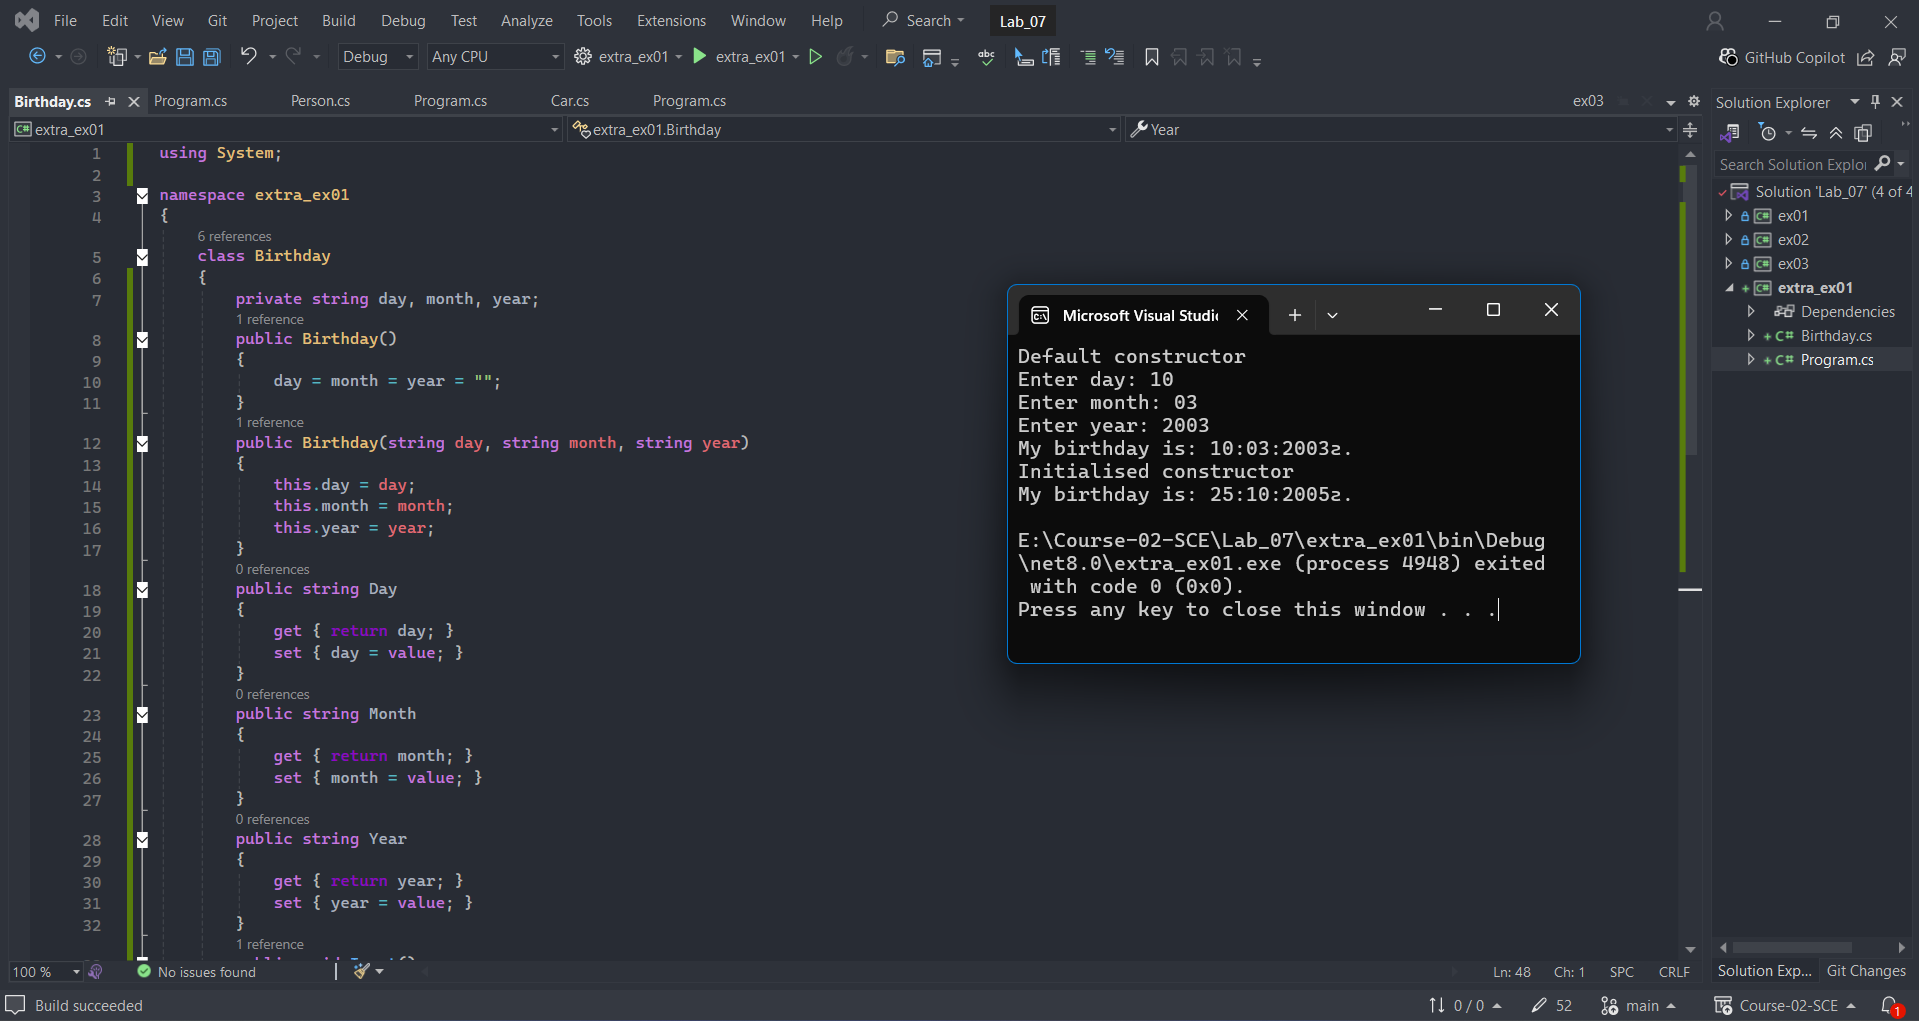 File Edit View Git Project Build Debug Test Analyze Tools Extensions Window Help Search Lab_07
Debug Any CPU extra_ex01 extra_ex01 GitHub Copilot
Birthday.cs Program.cs Person.cs Program.cs Car.cs Program.cs ex03
extra_ex01 extra_ex01.Birthday Year
1 using System;
2
3 namespace extra_ex01
4 {
6 references
5 class Birthday
6 {
7 private string day, month, year;
1 reference
8 public Birthday()
9 {
10 day = month = year = "";
11 }
1 reference
12 public Birthday(string day, string month, string year)
13 {
14 this.day = day;
15 this.month = month;
16 this.year = year;
17 }
0 references
18 public string Day
19 {
20 get { return day; }
21 set { day = value; }
22 }
0 references
23 public string Month
24 {
25 get { return month; }
26 set { month = value; }
27 }
0 references
28 public string Year
29 {
30 get { return year; }
31 set { year = value; }
32 }
1 reference
Microsoft Visual Studi
Default constructor
Enter day: 10
Enter month: 03
Enter year: 2003
My birthday is: 10:03:2003г.
Initialised constructor
My birthday is: 25:10:2005г.
E:\Course-02-SCE\Lab_07\extra_ex01\bin\Debug
\net8.0\extra_ex01.exe (process 4948) exited
with code 0 (0x0).
Press any key to close this window . . .
Solution Explorer
Search Solution Explo
Solution 'Lab_07' (4 of 4
ex01
ex02
ex03
extra_ex01
Dependencies
C# Birthday.cs
C# Program.cs
100 % No issues found Ln: 48 Ch: 1 SPC CRLF
Solution Exp... Git Changes
Build succeeded 0 / 0 52 main Course-02-SCE 1